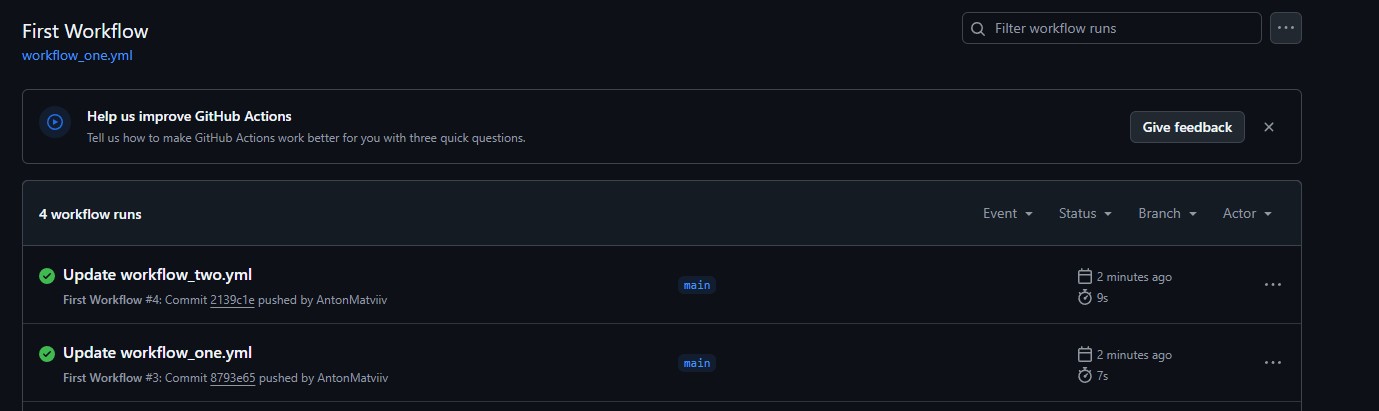 First Workflow
workflow_one.yml
Filter workflow runs
Help us improve GitHub Actions
Tell us how to make GitHub Actions work better for you with three quick questions.
Give feedback
4 workflow runs
Event Status Branch Actor
Update workflow_two.yml
First Workflow #4: Commit 2139c1e pushed by AntonMatviiv
main
2 minutes ago
9s
Update workflow_one.yml
First Workflow #3: Commit 8793e65 pushed by AntonMatviiv
main
2 minutes ago
7s